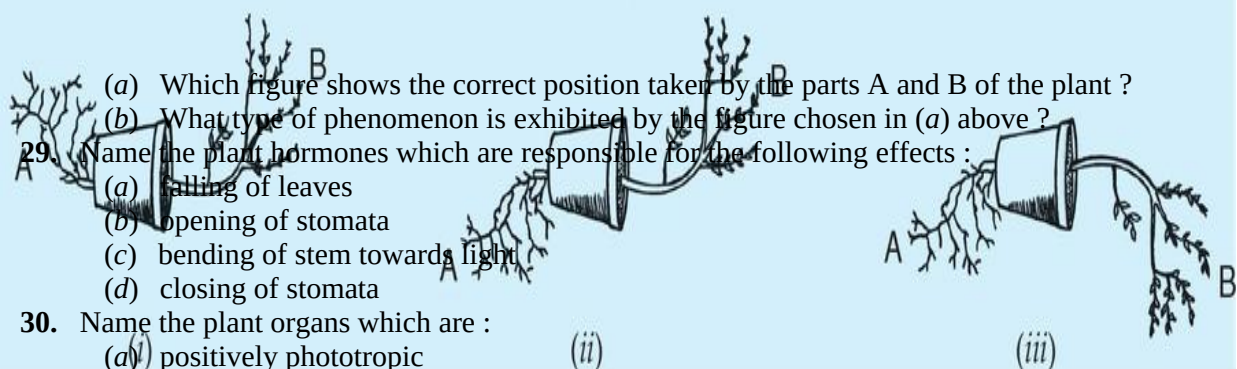 B
B
(a) Which figure shows the correct position taken by the parts A and B of the plant ?
(b) What type of phenomenon is exhibited by the figure chosen in (a) above ?
29. Name the plant hormones which are responsible for the following effects :
A
(a) falling of leaves
(b) opening of stomata
(c) bending of stem towards light
A
A
B
(d) closing of stomata
30. Name the plant organs which are :
(a) positively phototropic
(i)
(ii)
(iii)